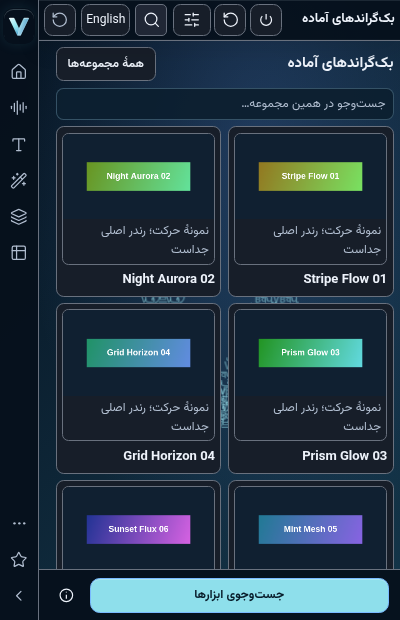 English
بک‌گراندهای آماده
بک‌گراندهای آماده
همهٔ مجموعه‌ها
جست‌وجو در همین مجموعه…
Stripe Flow 01
نمونهٔ حرکت؛ رندر اصلی
جداست
Stripe Flow 01
Night Aurora 02
نمونهٔ حرکت؛ رندر اصلی
جداست
Night Aurora 02
Prism Glow 03
نمونهٔ حرکت؛ رندر اصلی
جداست
Prism Glow 03
Grid Horizon 04
نمونهٔ حرکت؛ رندر اصلی
جداست
Grid Horizon 04
Mint Mesh 05
Sunset Flux 06
جست‌وجوی ابزارها